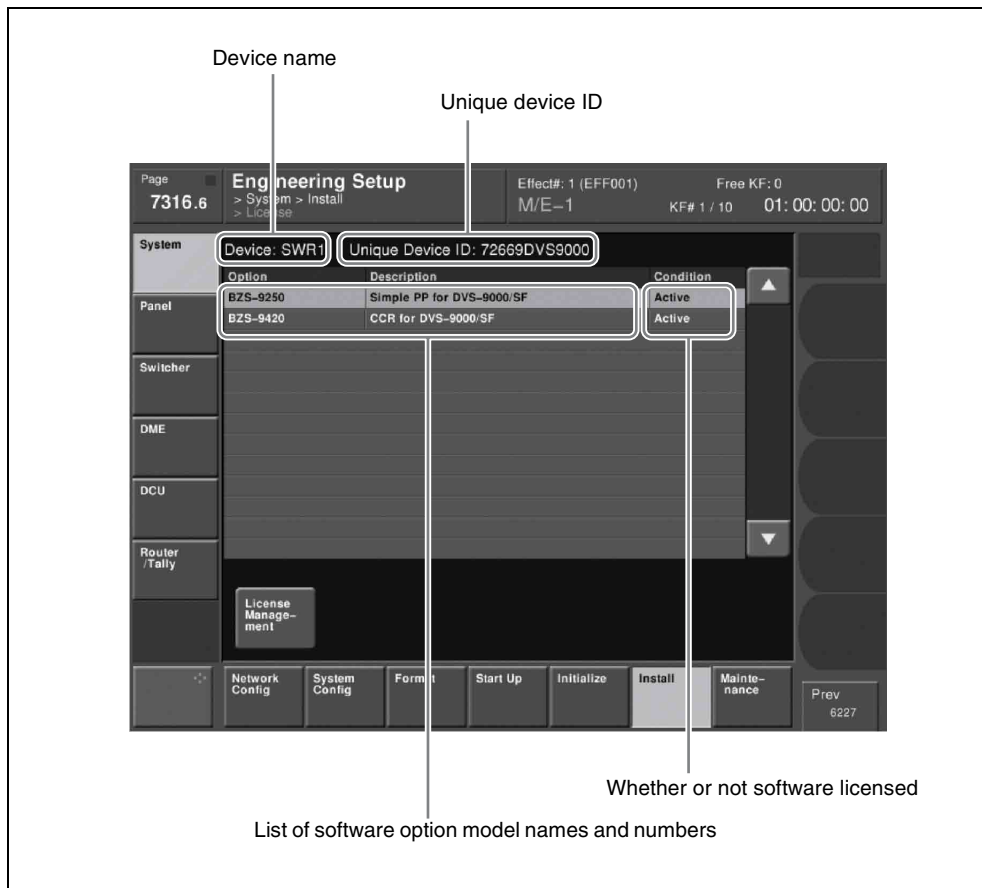 Device name
Unique device ID
Page
7316.6
Engineering Setup
> System > Install
> License
Effect#: 1 (EFF001)
Free KF: 0
M/E–1
KF# 1 / 10
01: 00: 00: 00
System
Panel
Switcher
DME
DCU
Router
/Tally
Device: SWR1
Unique Device ID: 72669DVS9000
Option
Description
Condition
BZS–9250
Simple PP for DVS–9000/SF
Active
BZS–9420
CCR for DVS–9000/SF
Active
License
Manage–
ment
Network
Config
System
Config
Format
Start Up
Initialize
Install
Mainte–
nance
Prev
6227
Whether or not software licensed
List of software option model names and numbers